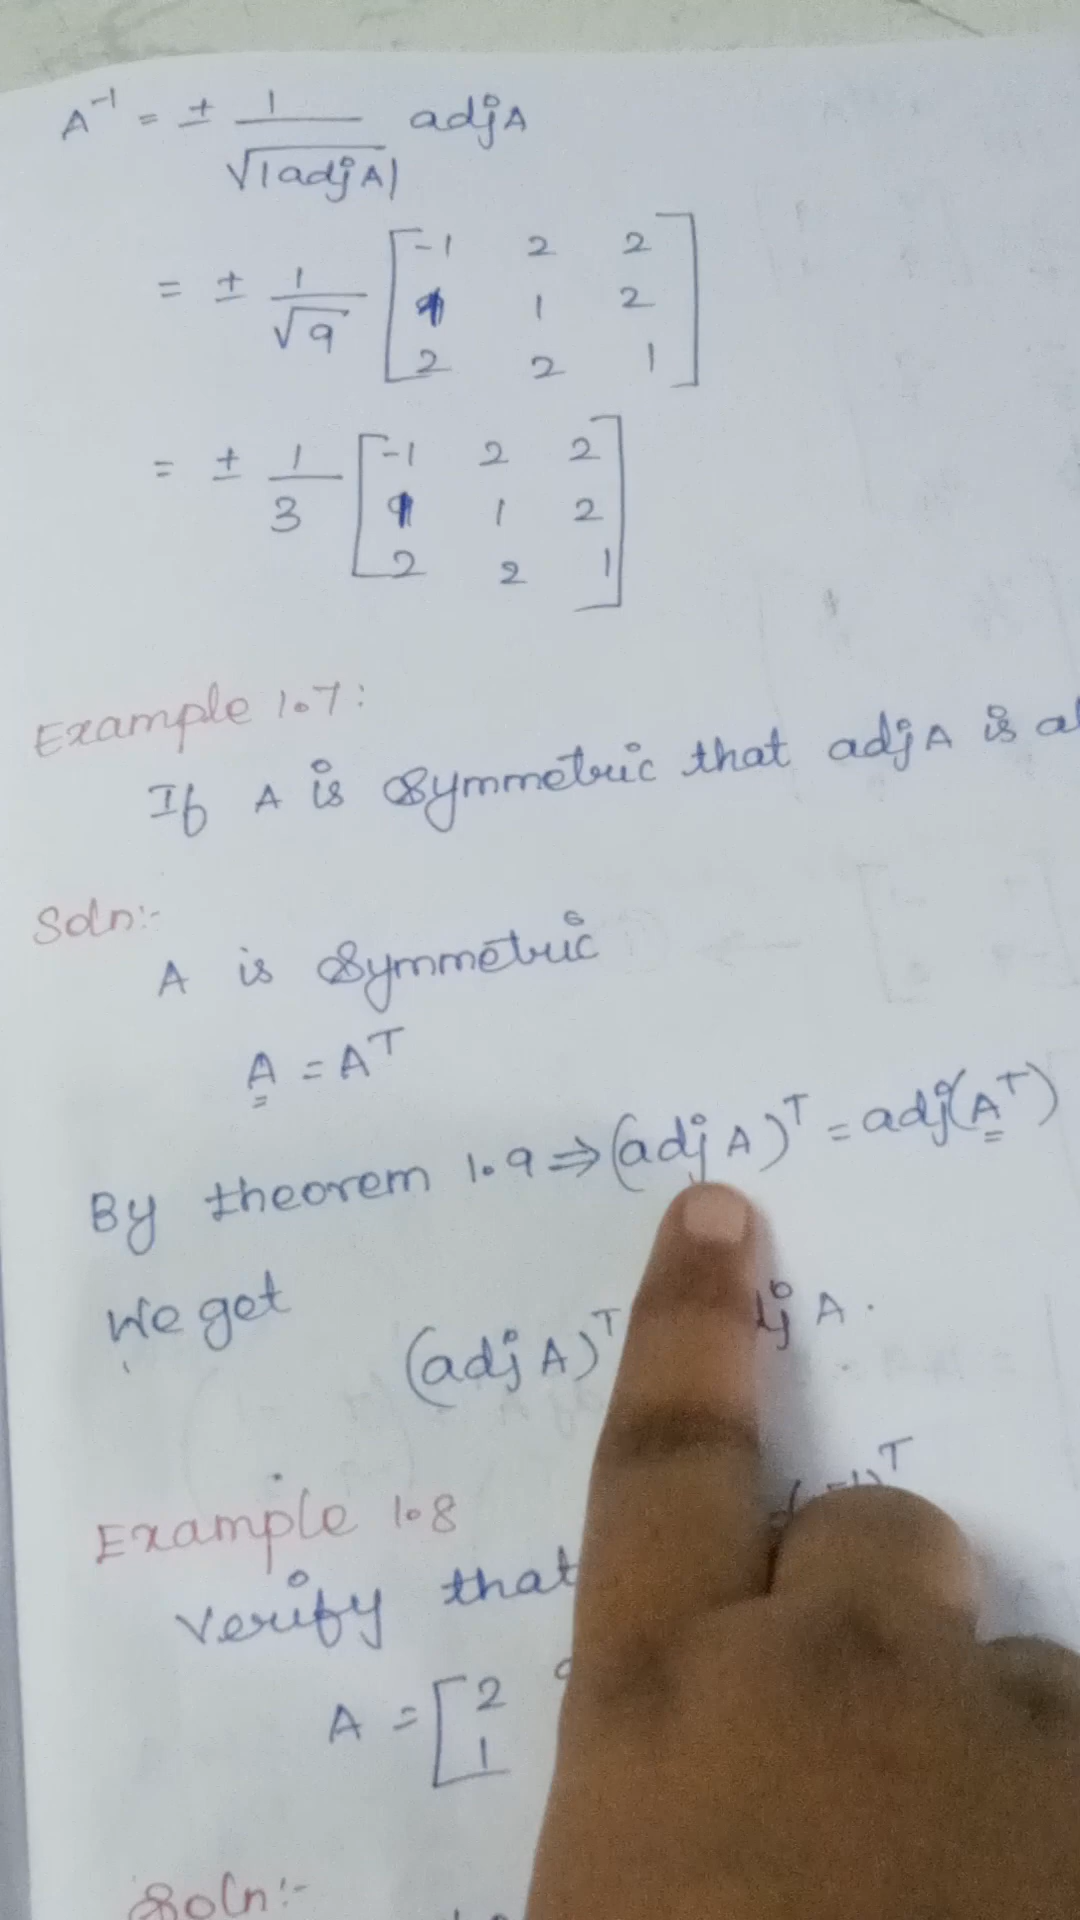 A⁻¹ = ± 1/√|adj A| adj A
= ± 1/√9 [-1 2 2
1 1 2
2 2 1]
= ± 1/3 [-1 2 2
1 1 2
2 2 1]
Example 1.7:
If A is Symmetric that adj A is
Soln:-
A is Symmetric
A = Aᵀ
By theorem 1.9 ⇒ (adj A)ᵀ = adj(Aᵀ)
We get
(adj A)ᵀ A.
Example 1.8
Verify that
A = [2
1
Soln:-